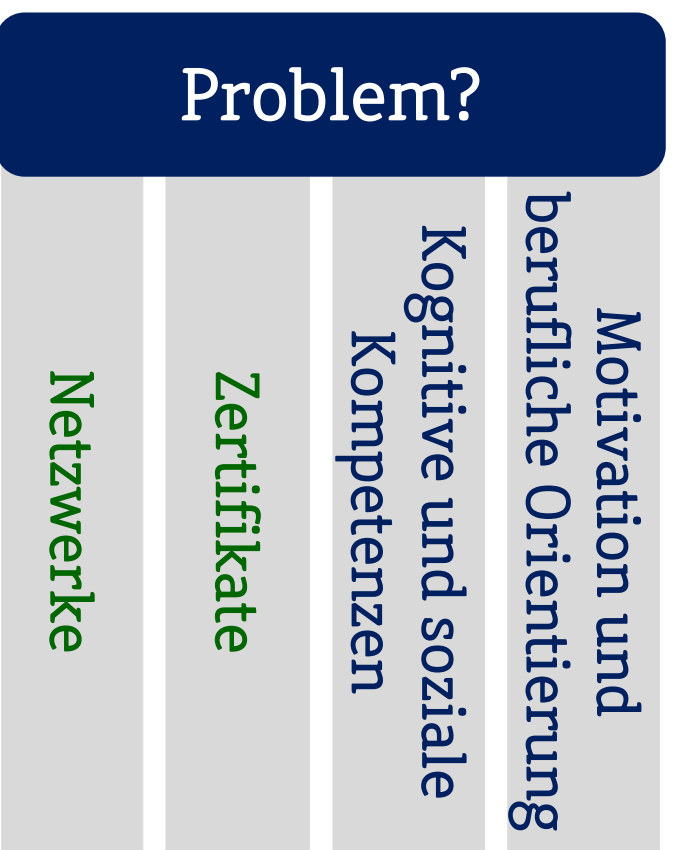 Problem?
Netzwerke
Zertifikate
Kognitive und soziale
Kompetenzen
Motivation und
berufliche Orientierung